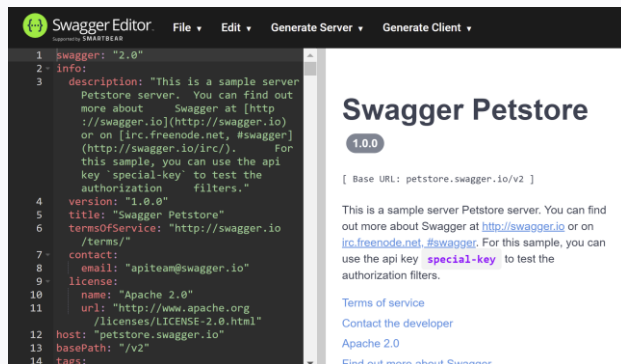 Swagger Editor.
Supported by SMARTBEAR
File ▾ Edit ▾ Generate Server ▾ Generate Client ▾
1 swagger: "2.0"
2 info:
3 description: "This is a sample server
Petstore server.  You can find out
more about     Swagger at [http
://swagger.io](http://swagger.io)
or on [irc.freenode.net, #swagger]
(http://swagger.io/irc/).      For
this sample, you can use the api
key `special-key` to test the
authorization     filters."
4 version: "1.0.0"
5 title: "Swagger Petstore"
6 termsOfService: "http://swagger.io
/terms/"
7 contact:
8 email: "apiteam@swagger.io"
9 license:
10 name: "Apache 2.0"
11 url: "http://www.apache.org
/licenses/LICENSE-2.0.html"
12 host: "petstore.swagger.io"
13 basePath: "/v2"
14 tags:
Swagger Petstore
1.0.0
[ Base URL: petstore.swagger.io/v2 ]
This is a sample server Petstore server. You can find
out more about Swagger at http://swagger.io or on
irc.freenode.net, #swagger. For this sample, you can
use the api key special-key to test the
authorization filters.
Terms of service
Contact the developer
Apache 2.0
Find out more about Swagger